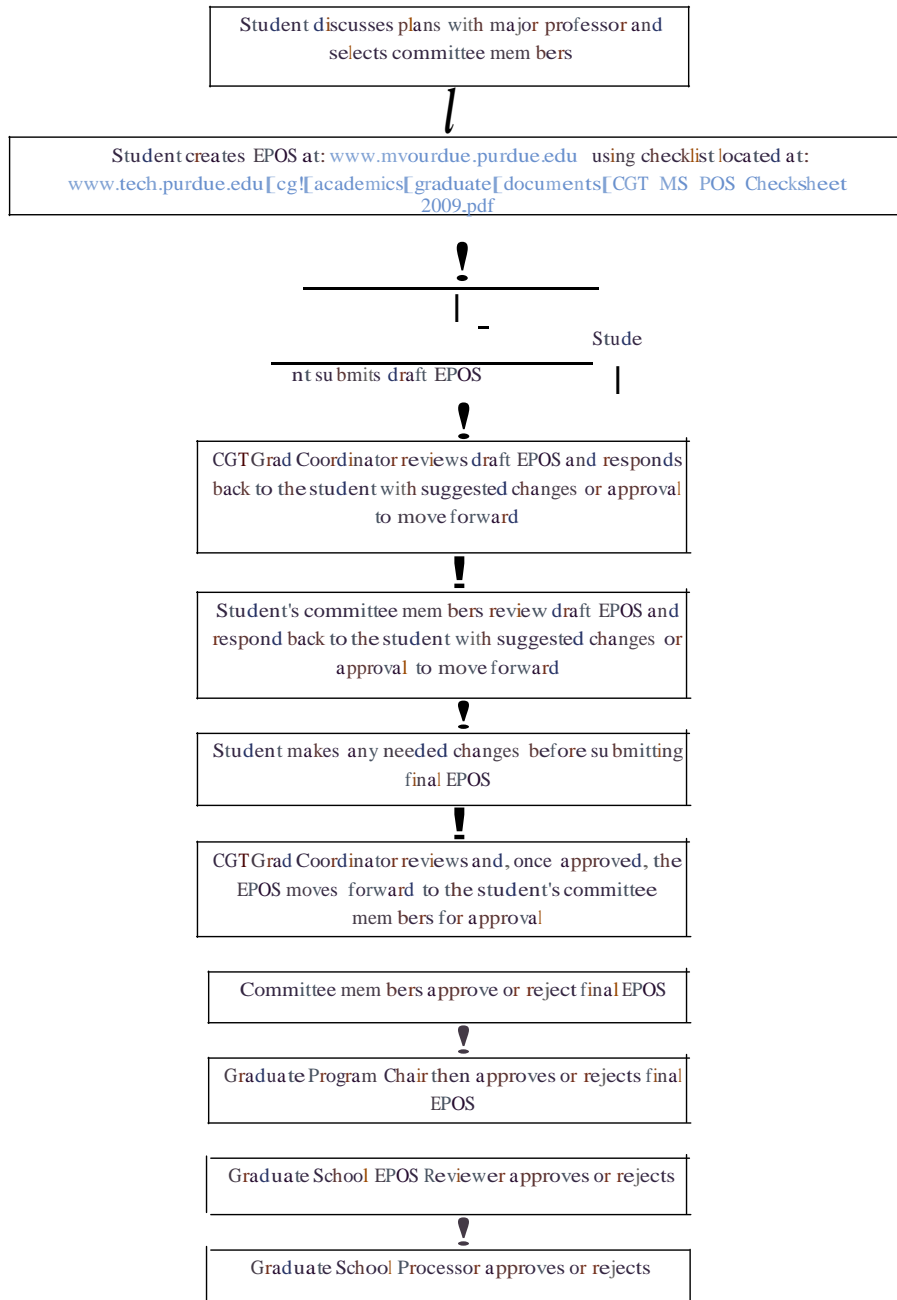 Student discusses plans with major professor and
selects committee mem bers
l
Student creates EPOS at: www.mvourdue.purdue.edu using checklist located at:
www.tech.purdue.edu[cg![academics[graduate[documents[CGT MS POS Checksheet
2009.pdf
!
Stude
nt su bmits draft EPOS
!
CGT Grad Coordinator reviews draft EPOS and responds
back to the student with suggested changes or approval
to move forward
!
Student's committee mem bers review draft EPOS and
respond back to the student with suggested changes or
approval to move forward
!
Student makes any needed changes before su bmitting
final EPOS
!
CGT Grad Coordinator reviews and, once approved, the
EPOS moves forward to the student's committee
mem bers for approval
Committee mem bers approve or reject final EPOS
!
Graduate Program Chair then approves or rejects final
EPOS
Graduate School EPOS Reviewer approves or rejects
!
Graduate School Processor approves or rejects